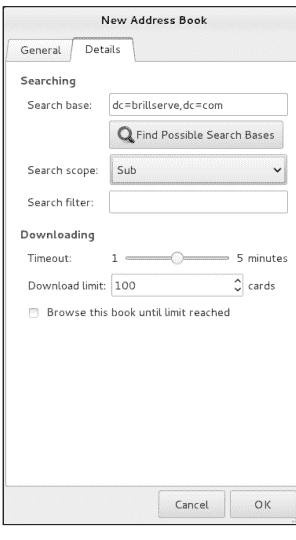 New Address Book
General Details
Searching
Search base: dc=brillserve,dc=com
Find Possible Search Bases
Search scope: Sub
Search filter:
Downloading
Timeout: 1 5 minutes
Download limit: 100 cards
Browse this book until limit reached
Cancel OK